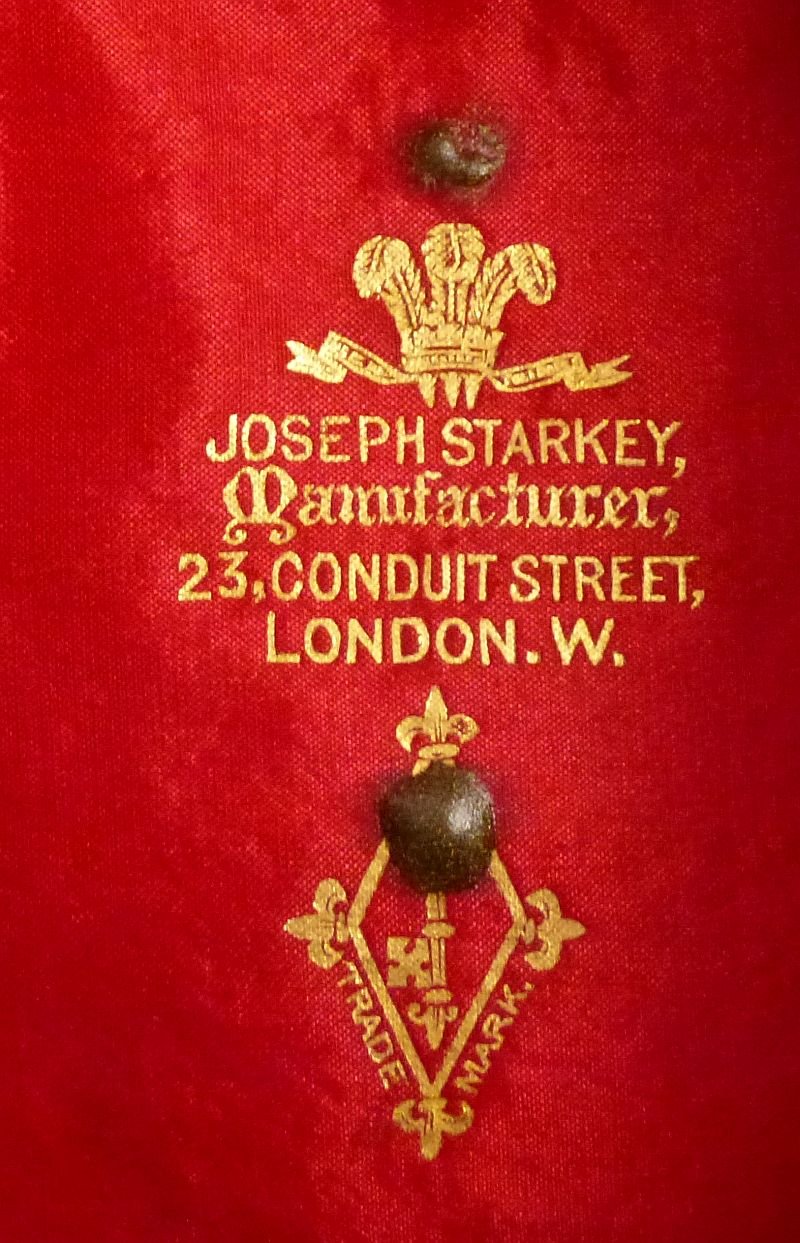 JOSEPH STARKEY,
Manufacturer,
23, CONDUIT STREET,
LONDON. W.
TRADE MARK.